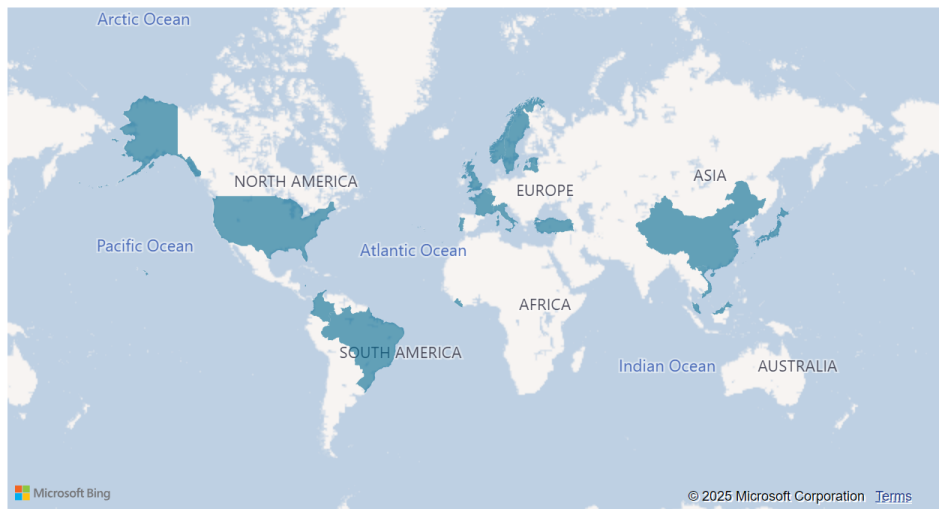 Arctic Ocean
NORTH AMERICA
EUROPE
ASIA
Pacific Ocean
Atlantic Ocean
AFRICA
SOUTH AMERICA
Indian Ocean
AUSTRALIA
Microsoft Bing
© 2025 Microsoft Corporation Terms